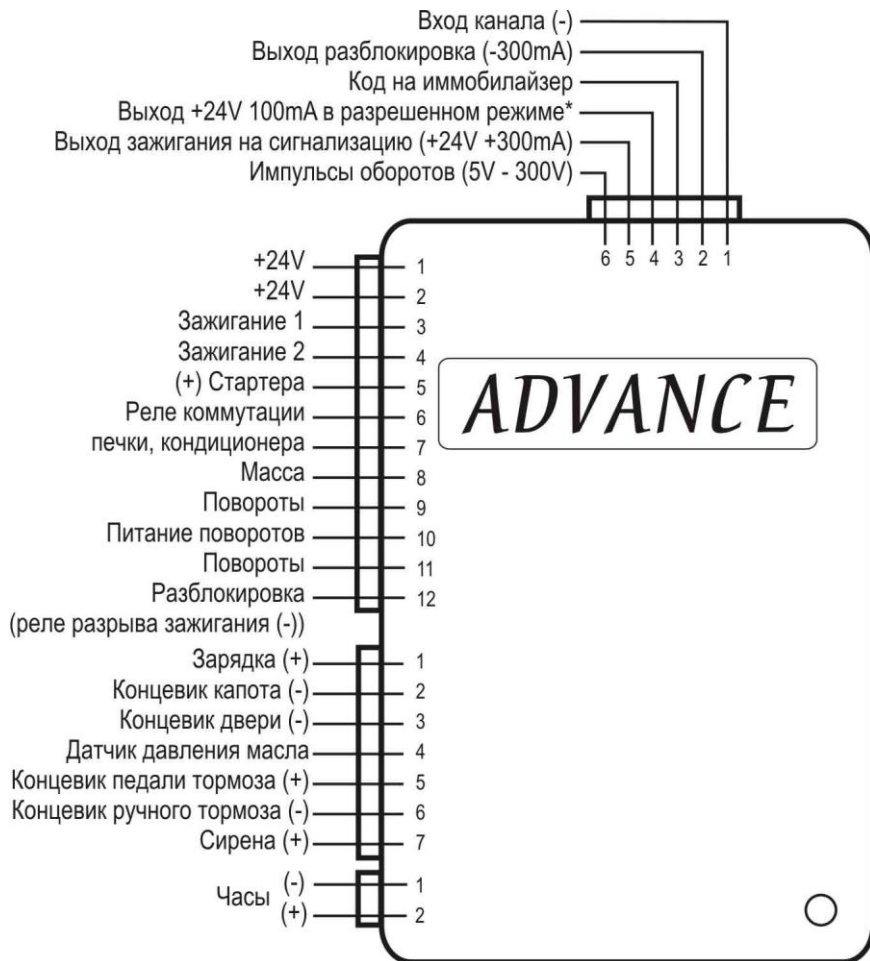 Вход канала (-)
Выход разблокировка (-300mA)
Код на иммобилайзер
Выход +24V 100mA в разрешенном режиме*
Выход зажигания на сигнализацию (+24V +300mA)
Импульсы оборотов (5V - 300V)
6 5 4 3 2 1
+24V 1
+24V 2
Зажигание 1 3
Зажигание 2 4
(+) Стартера 5
Реле коммутации 6
печки, кондиционера 7
Масса 8
Повороты 9
Питание поворотов 10
Повороты 11
Разблокировка 12
(реле разрыва зажигания (-))
ADVANCE
Зарядка (+) 1
Концевик капота (-) 2
Концевик двери (-) 3
Датчик давления масла 4
Концевик педали тормоза (+) 5
Концевик ручного тормоза (-) 6
Сирена (+) 7
Часы
(-) 1
(+) 2